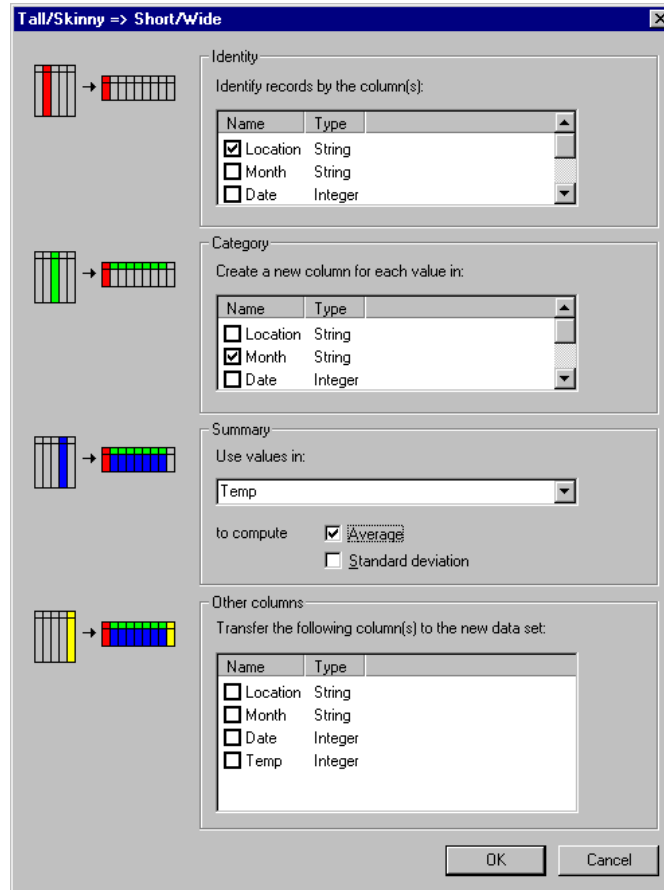 Tall/Skinny => Short/Wide
Identity
Identify records by the column(s):
Name Type
Location String
Month String
Date Integer
Category
Create a new column for each value in:
Name Type
Location String
Month String
Date Integer
Summary
Use values in:
Temp
to compute Average
Standard deviation
Other columns
Transfer the following column(s) to the new data set:
Name Type
Location String
Month String
Date Integer
Temp Integer
OK Cancel